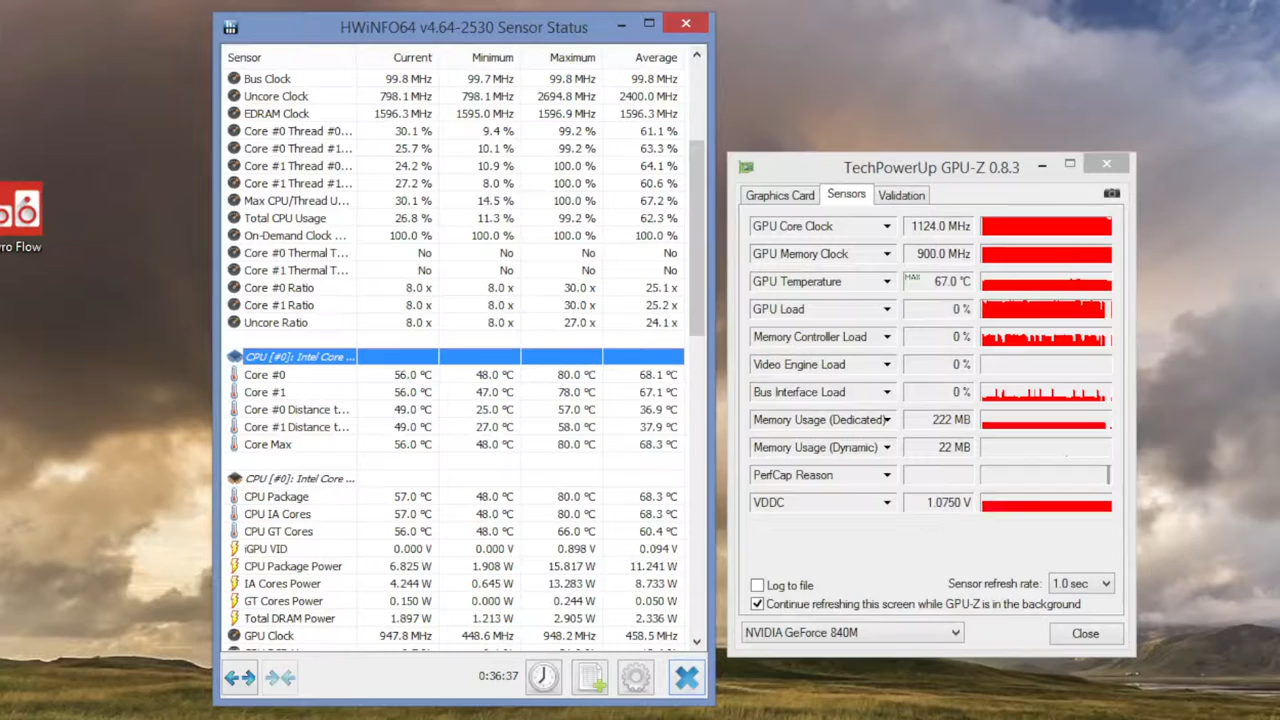 HWiNFO64 v4.64-2530 Sensor Status
Sensor Current Minimum Maximum Average
Bus Clock 99.8 MHz 99.7 MHz 99.8 MHz 99.8 MHz
Uncore Clock 798.1 MHz 798.1 MHz 2694.8 MHz 2400.0 MHz
EDRAM Clock 1596.3 MHz 1595.0 MHz 1596.9 MHz 1596.3 MHz
Core #0 Thread #0... 30.1 % 9.4 % 99.2 % 61.1 %
Core #0 Thread #1... 25.7 % 10.1 % 99.2 % 63.3 %
Core #1 Thread #0... 24.2 % 10.9 % 100.0 % 64.1 %
Core #1 Thread #1... 27.2 % 8.0 % 100.0 % 60.6 %
Max CPU/Thread U... 30.1 % 14.5 % 100.0 % 67.2 %
Total CPU Usage 26.8 % 11.3 % 99.2 % 62.3 %
On-Demand Clock ... 100.0 % 100.0 % 100.0 % 100.0 %
Core #0 Thermal T... No No No No
Core #1 Thermal T... No No No No
Core #0 Ratio 8.0 x 8.0 x 30.0 x 25.1 x
Core #1 Ratio 8.0 x 8.0 x 30.0 x 25.2 x
Uncore Ratio 8.0 x 8.0 x 27.0 x 24.1 x
CPU [#0]: Intel Core ...
Core #0 56.0 °C 48.0 °C 80.0 °C 68.1 °C
Core #1 56.0 °C 47.0 °C 78.0 °C 67.1 °C
Core #0 Distance t... 49.0 °C 25.0 °C 57.0 °C 36.9 °C
Core #1 Distance t... 49.0 °C 27.0 °C 58.0 °C 37.9 °C
Core Max 56.0 °C 48.0 °C 80.0 °C 68.3 °C
CPU [#0]: Intel Core ...
CPU Package 57.0 °C 48.0 °C 80.0 °C 68.3 °C
CPU IA Cores 57.0 °C 48.0 °C 80.0 °C 68.3 °C
CPU GT Cores 56.0 °C 48.0 °C 66.0 °C 60.4 °C
iGPU VID 0.000 V 0.000 V 0.898 V 0.094 V
CPU Package Power 6.825 W 1.908 W 15.817 W 11.241 W
IA Cores Power 4.244 W 0.645 W 13.283 W 8.733 W
GT Cores Power 0.150 W 0.000 W 0.244 W 0.050 W
Total DRAM Power 1.897 W 1.213 W 2.905 W 2.336 W
GPU Clock 947.8 MHz 448.6 MHz 948.2 MHz 458.5 MHz
0:36:37
ro Flow
TechPowerUp GPU-Z 0.8.3
Graphics Card Sensors Validation
GPU Core Clock 1124.0 MHz
GPU Memory Clock 900.0 MHz
GPU Temperature MAX 67.0 °C
GPU Load 0 %
Memory Controller Load 0 %
Video Engine Load 0 %
Bus Interface Load 0 %
Memory Usage (Dedicated) 222 MB
Memory Usage (Dynamic) 22 MB
PerfCap Reason
VDDC 1.0750 V
Log to file Sensor refresh rate: 1.0 sec
Continue refreshing this screen while GPU-Z is in the background
NVIDIA GeForce 840M Close